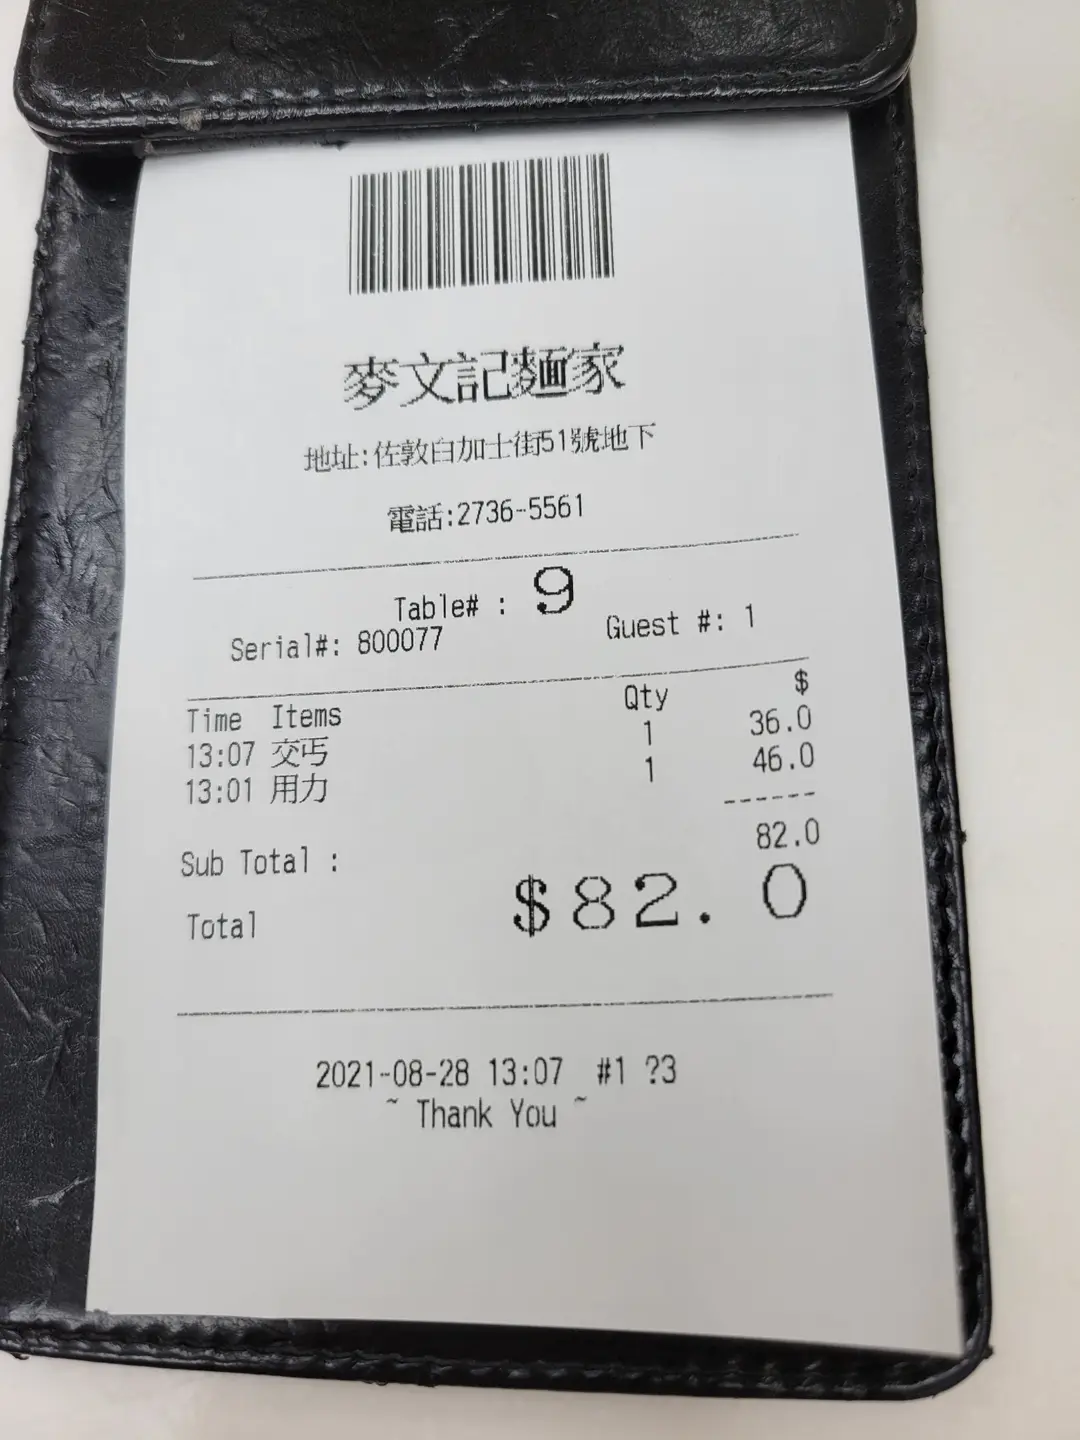 麥文記麵家
地址:佐敦白加士街51號地下
電話:2736-5561
Table# : 9
Serial#: 800077 Guest #: 1
Time Items Qty $
13:07 交丐 1 36.0
13:01 用力 1 46.0
------
Sub Total : 82.0
Total $82.0
2021-08-28 13:07 #1 ?3
~ Thank You ~